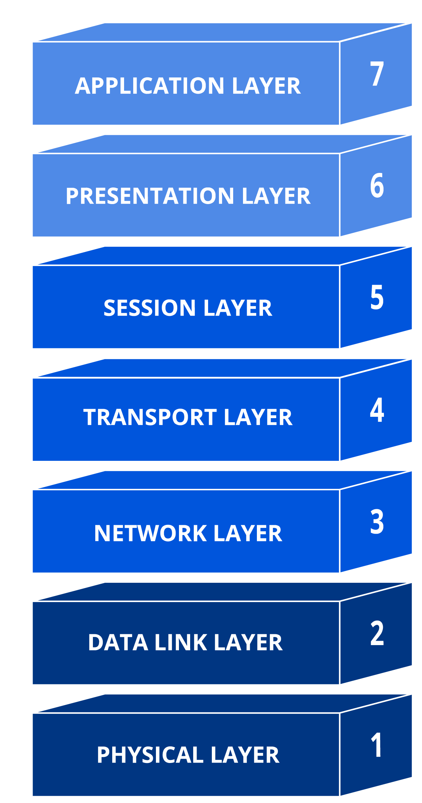 APPLICATION LAYER 7
PRESENTATION LAYER 6
SESSION LAYER 5
TRANSPORT LAYER 4
NETWORK LAYER 3
DATA LINK LAYER 2
PHYSICAL LAYER 1